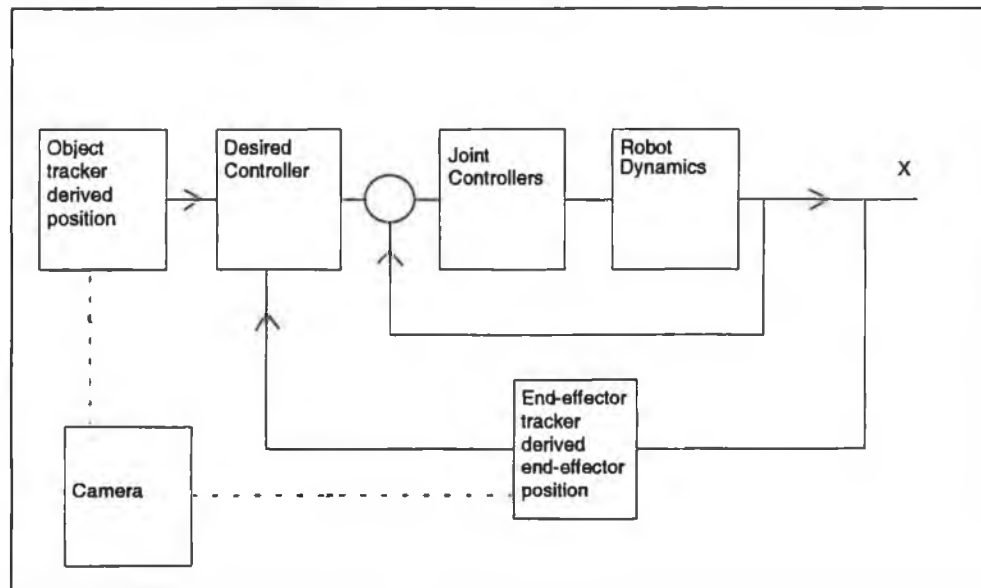 Object
tracker
derived
position
Desired
Controller
Joint
Controllers
Robot
Dynamics
X
End-effector
tracker
derived
end-effector
position
Camera